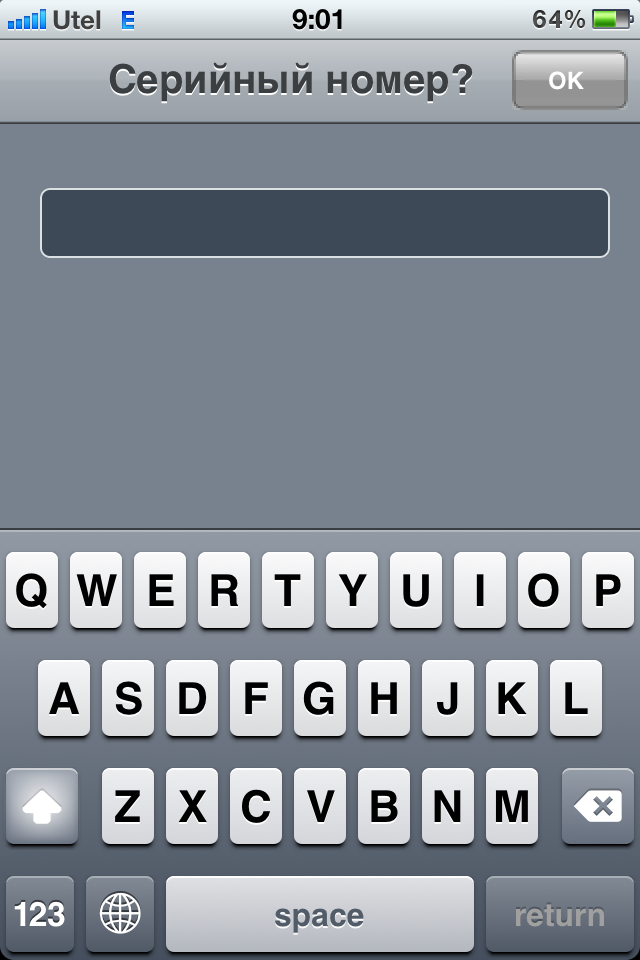 Utel E 9:01 64%
Серийный номер? OK
Q W E R T Y U I O P
A S D F G H J K L
Z X C V B N M
123 space return